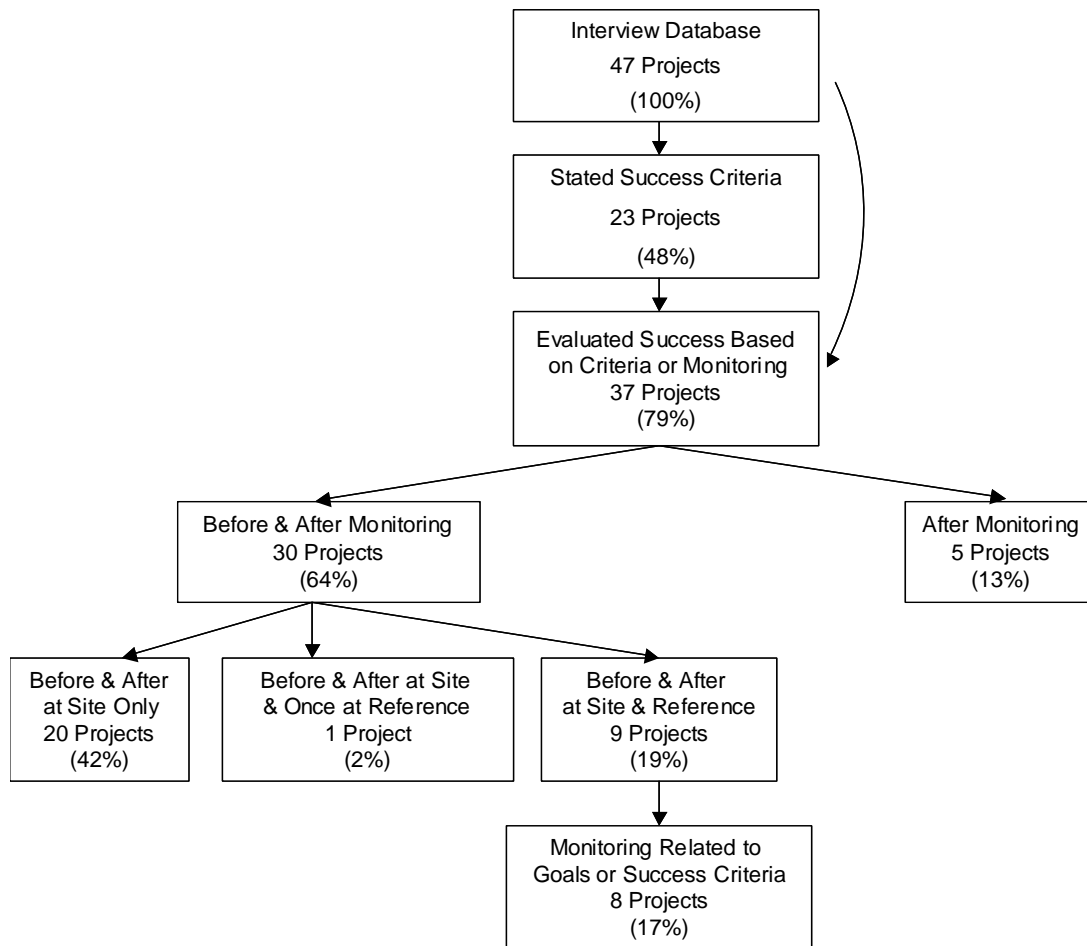 Interview Database
47 Projects
(100%)
Stated Success Criteria
23 Projects
(48%)
Evaluated Success Based
on Criteria or Monitoring
37 Projects
(79%)
Before & After Monitoring
30 Projects
(64%)
After Monitoring
5 Projects
(13%)
Before & After
at Site Only
20 Projects
(42%)
Before & After at Site
& Once at Reference
1 Project
(2%)
Before & After
at Site & Reference
9 Projects
(19%)
Monitoring Related to
Goals or Success Criteria
8 Projects
(17%)